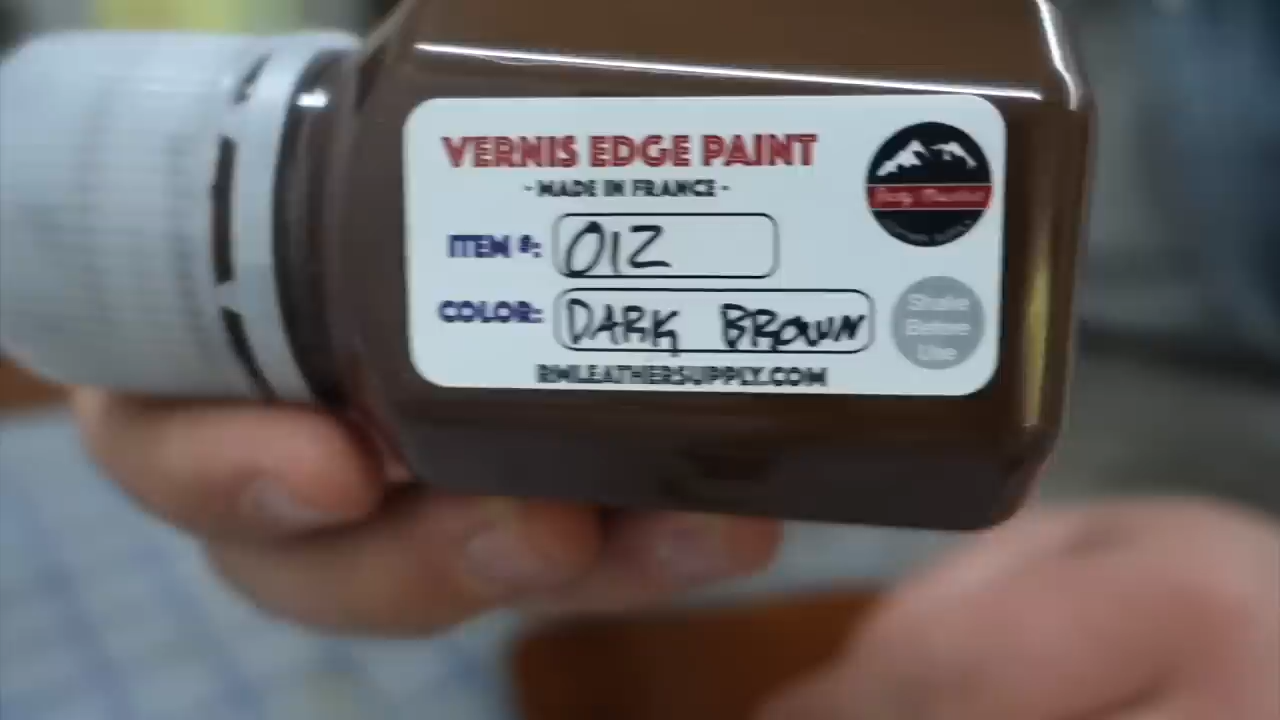 VERNIS EDGE PAINT
- MADE IN FRANCE -
ITEM #: 012
COLOR: DARK BROWN
RMLEATHERSUPPLY.COM
Shake
Before
Use